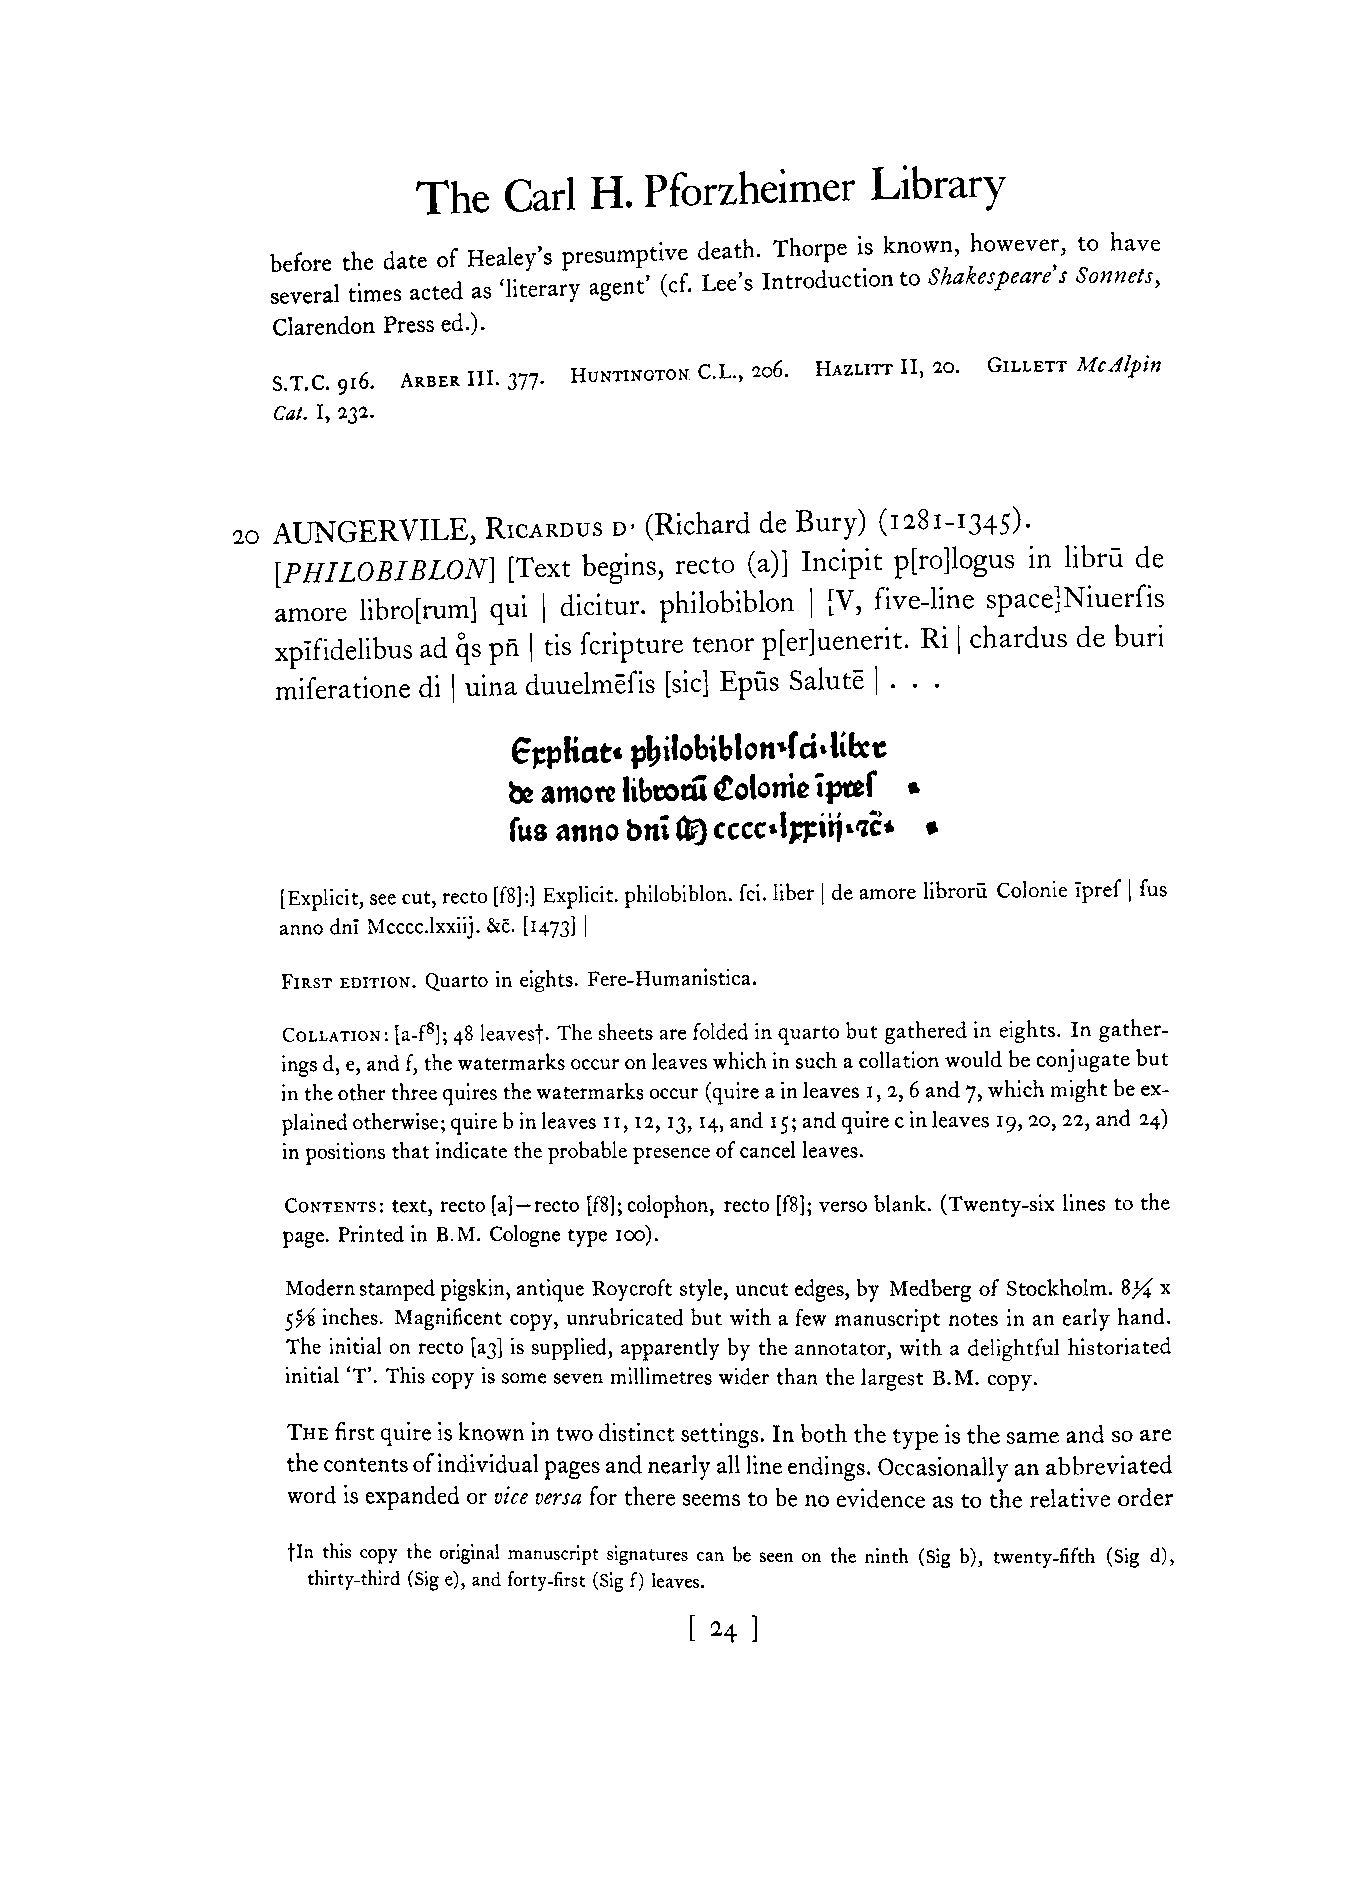 The Carl H. Pforzheimer Library
before the date of Healey's presumptive death. Thorpe is known, however, to have
several times acted as 'literary agent' (cf. Lee's Introduction to Shakespeare's Sonnets,
Clarendon Press ed.).
S.T.C. 916. ARBER III. 377. HUNTINGTON C.L., 206. HAZLITT II, 20. GILLETT McAlpin
Cat. I, 232.
20 AUNGERVILE, RICARDUS D' (Richard de Bury) (1281-1345).
[PHILOBIBLON] [Text begins, recto (a)] Incipit p[ro]logus in librū de
amore libro[rum] qui | dicitur. philobiblon | [V, five-line space]Niuerſis
xpīfidelibus ad q̊s pn̄ | tis ſcripture tenor p[er]uenerit. Ri | chardus de buri
miſeratione di | uina duuelmēſis [sic] Epūs Salutē | . . .
Explicat. philobiblon.ſci.liber
de amore librorū Colonie īpreſ
ſus anno dnī M cccc.lxxiij.⁊c̄.
[Explicit, see cut, recto [f8]:] Explicit. philobiblon. ſci. liber | de amore librorū Colonie īpreſ | ſus
anno dnī Mcccc.lxxiij. &c̄. [1473] |
FIRST EDITION. Quarto in eights. Fere-Humanistica.
COLLATION: [a-f⁸]; 48 leaves†. The sheets are folded in quarto but gathered in eights. In gather-
ings d, e, and f, the watermarks occur on leaves which in such a collation would be conjugate but
in the other three quires the watermarks occur (quire a in leaves 1, 2, 6 and 7, which might be ex-
plained otherwise; quire b in leaves 11, 12, 13, 14, and 15; and quire c in leaves 19, 20, 22, and 24)
in positions that indicate the probable presence of cancel leaves.
CONTENTS: text, recto [a]—recto [f8]; colophon, recto [f8]; verso blank. (Twenty-six lines to the
page. Printed in B.M. Cologne type 100).
Modern stamped pigskin, antique Roycroft style, uncut edges, by Medberg of Stockholm. 8¼ x
5⅝ inches. Magnificent copy, unrubricated but with a few manuscript notes in an early hand.
The initial on recto [a3] is supplied, apparently by the annotator, with a delightful historiated
initial 'T'. This copy is some seven millimetres wider than the largest B.M. copy.
THE first quire is known in two distinct settings. In both the type is the same and so are
the contents of individual pages and nearly all line endings. Occasionally an abbreviated
word is expanded or vice versa for there seems to be no evidence as to the relative order
†In this copy the original manuscript signatures can be seen on the ninth (Sig b), twenty-fifth (Sig d),
thirty-third (Sig e), and forty-first (Sig f) leaves.
[ 24 ]